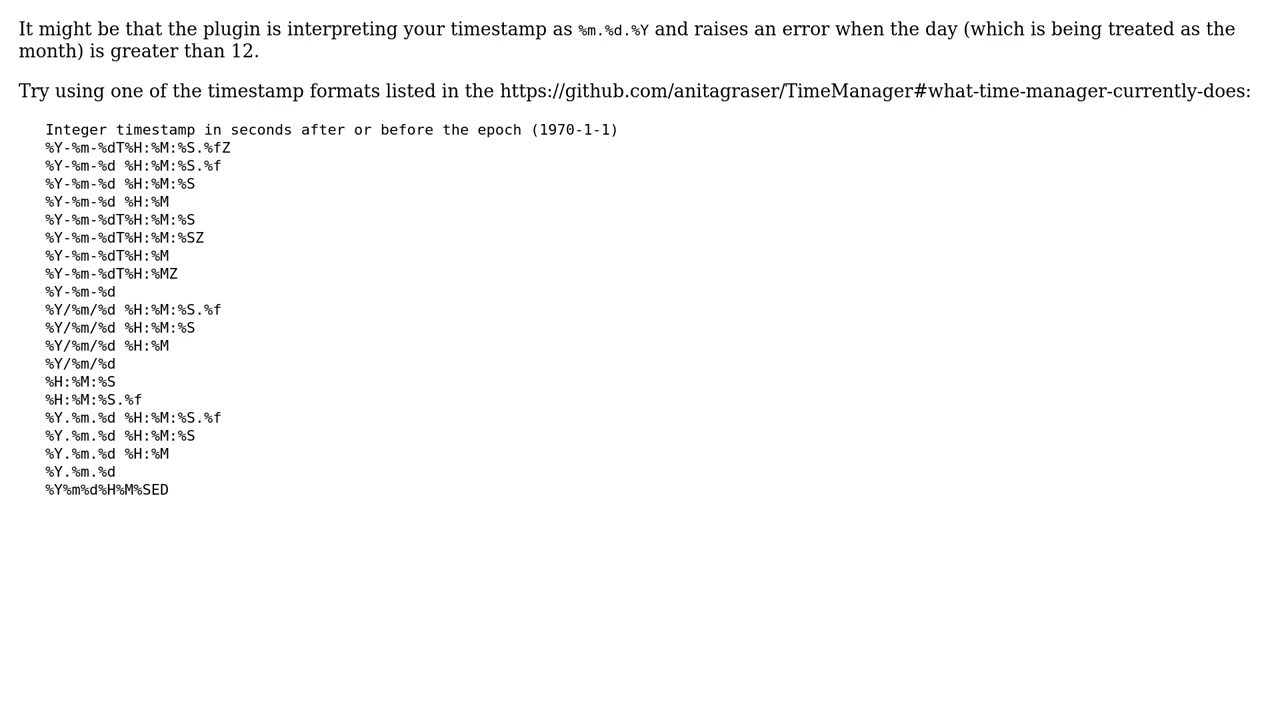 It might be that the plugin is interpreting your timestamp as %m.%d.%Y and raises an error when the day (which is being treated as the
month) is greater than 12.
Try using one of the timestamp formats listed in the https://github.com/anitagraser/TimeManager#what-time-manager-currently-does:
Integer timestamp in seconds after or before the epoch (1970-1-1)
%Y-%m-%dT%H:%M:%S.%fZ
%Y-%m-%d %H:%M:%S.%f
%Y-%m-%d %H:%M:%S
%Y-%m-%d %H:%M
%Y-%m-%dT%H:%M:%S
%Y-%m-%dT%H:%M:%SZ
%Y-%m-%dT%H:%M
%Y-%m-%dT%H:%MZ
%Y-%m-%d
%Y/%m/%d %H:%M:%S.%f
%Y/%m/%d %H:%M:%S
%Y/%m/%d %H:%M
%Y/%m/%d
%H:%M:%S
%H:%M:%S.%f
%Y.%m.%d %H:%M:%S.%f
%Y.%m.%d %H:%M:%S
%Y.%m.%d %H:%M
%Y.%m.%d
%Y%m%d%H%M%SED